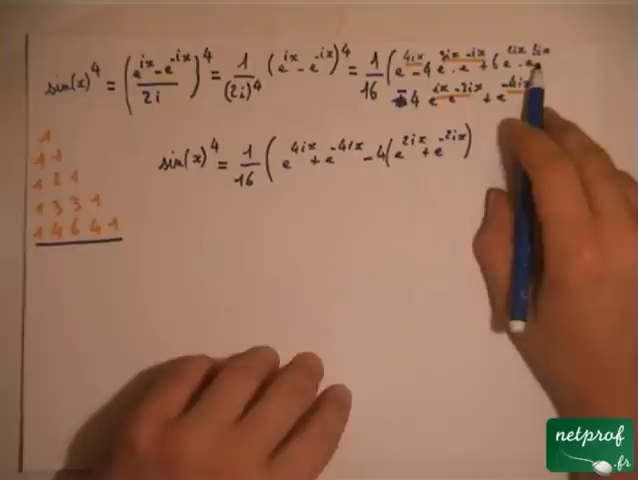 sin(x)^4 = (e^{ix} - e^{-ix} / 2i)^4 = 1/(2i)^4 (e^{ix} - e^{-ix})^4 = 1/16 (e^{4ix} - 4 e^{3ix} . e^{-ix} + 6 e^{2ix} . e
- 4 e^{ix} e^{-3ix} + e^{-4ix}
1
1 1
1 2 1
1 3 3 1
1 4 6 4 1
sin(x)^4 = 1/16 (e^{4ix} + e^{-4ix} - 4(e^{2ix} + e^{-2ix})
netprof
.fr